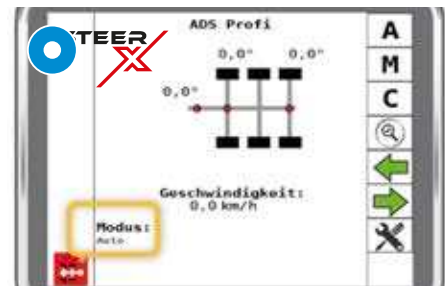 ADS Profi
STEER
X
0,0° 0,0°
0,0°
Geschwindigkeit:
0,0 km/h
Modus:
Auto
A
M
C